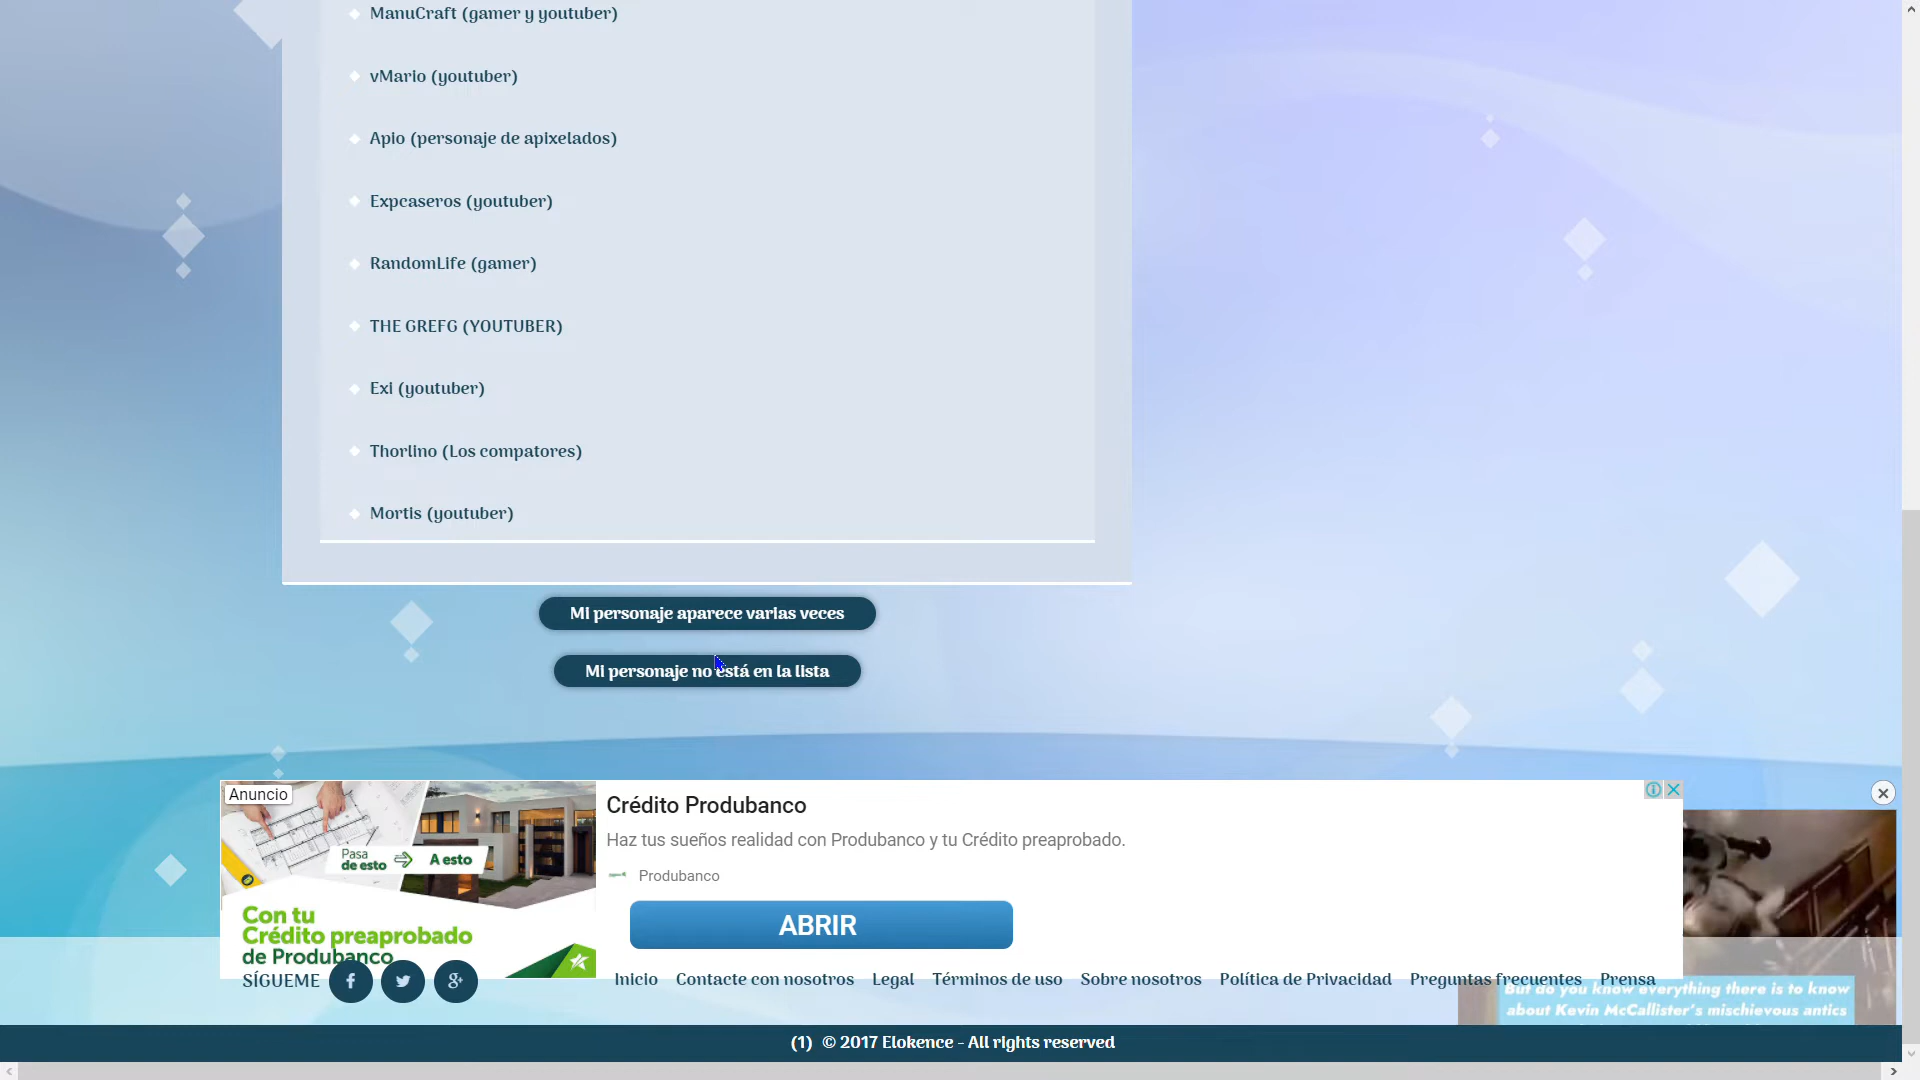 ManuCraft (gamer y youtuber)
vMario (youtuber)
Apio (personaje de apixelados)
Expcaseros (youtuber)
RandomLife (gamer)
THE GREFG (YOUTUBER)
Exi (youtuber)
Thorlino (Los compatores)
Mortis (youtuber)
Mi personaje aparece varias veces
Mi personaje no está en la lista
Anuncio
Pasa
de esto
A esto
Con tu
Crédito preaprobado
de Produbanco
Crédito Produbanco
Haz tus sueños realidad con Produbanco y tu Crédito preaprobado.
Produbanco
ABRIR
SÍGUEME
Inicio Contacte con nosotros Legal Términos de uso Sobre nosotros Política de Privacidad Preguntas frecuentes Prensa
But do you know everything there is to know
about Kevin McCallister's mischievous antics
(1) © 2017 Elokence - All rights reserved